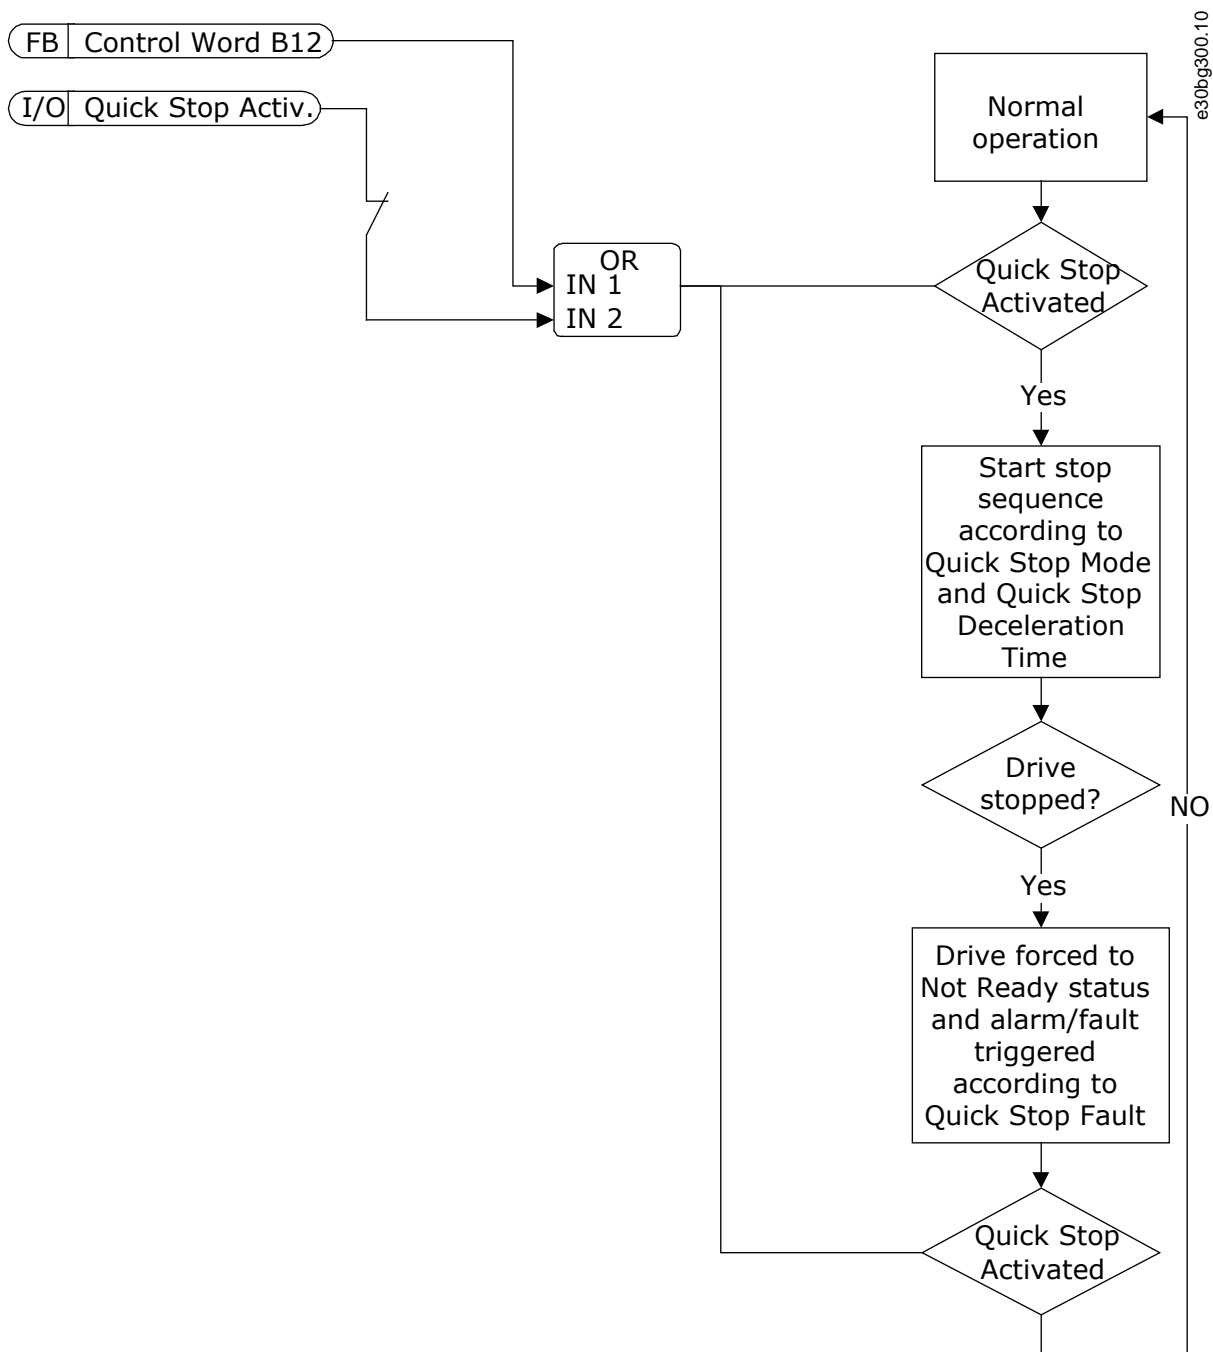 FB Control Word B12
I/O Quick Stop Activ.
OR
IN 1
IN 2
e30bg300.10
Normal
operation
Quick Stop
Activated
Yes
Start stop
sequence
according to
Quick Stop Mode
and Quick Stop
Deceleration
Time
Drive
stopped?
NO
Yes
Drive forced to
Not Ready status
and alarm/fault
triggered
according to
Quick Stop Fault
Quick Stop
Activated